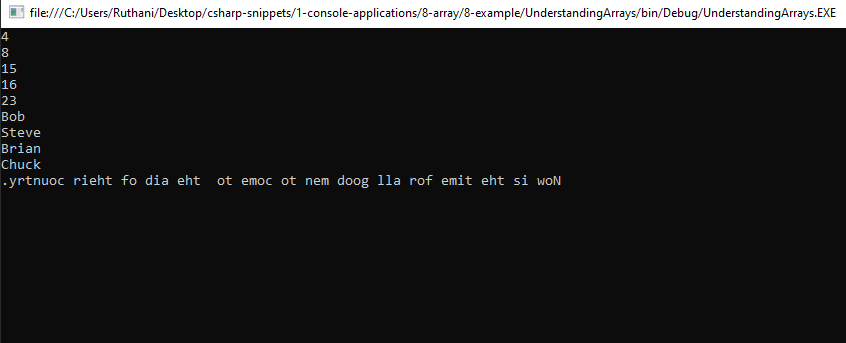 file:///C:/Users/Ruthani/Desktop/csharp-snippets/1-console-applications/8-array/8-example/UnderstandingArrays/bin/Debug/UnderstandingArrays.EXE
4
8
15
16
23
Bob
Steve
Brian
Chuck
.yrtnuoc rieht fo dia eht  ot emoc ot nem doog lla rof emit eht si woN